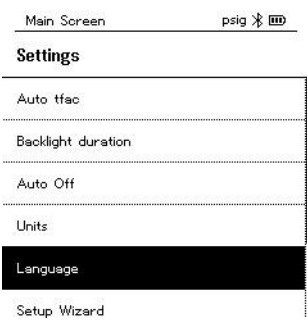 Main Screen psig
Settings
Auto tfac
Backlight duration
Auto Off
Units
Language
Setup Wizard